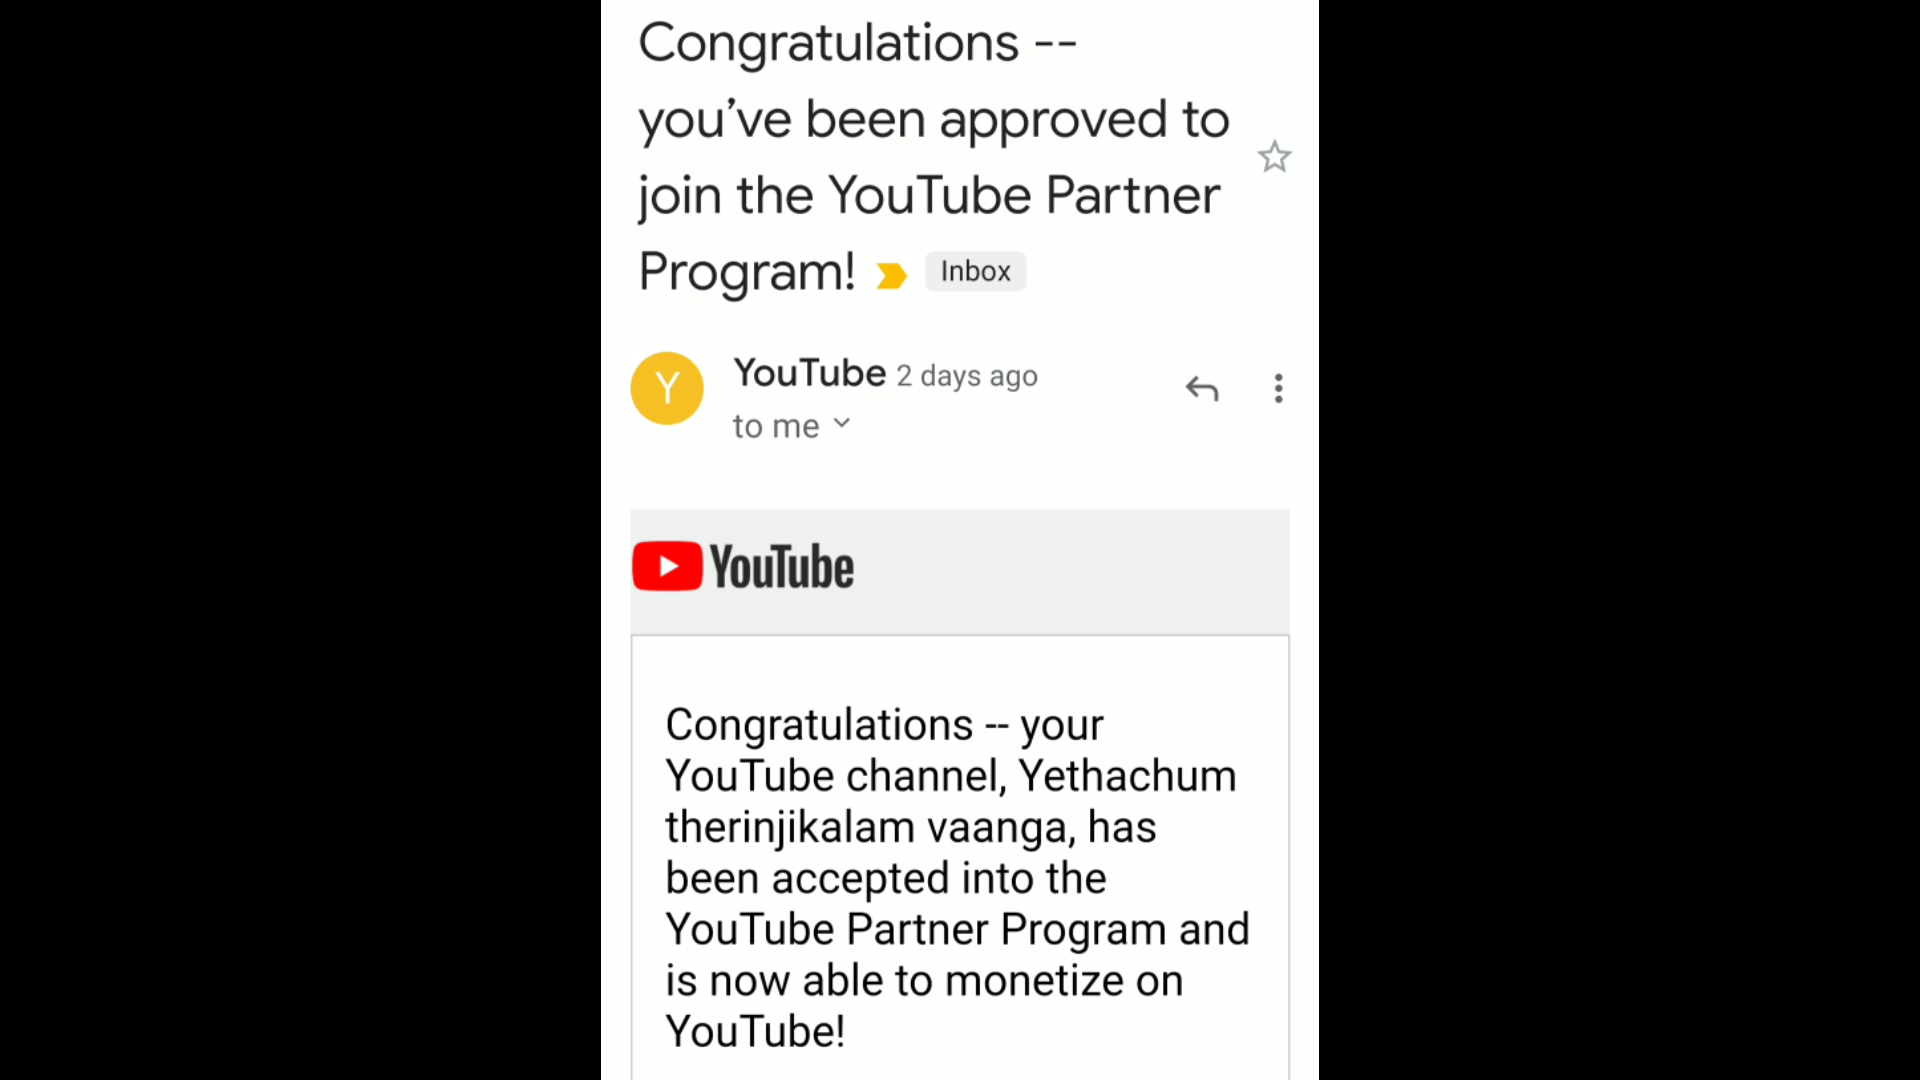 Congratulations --
you’ve been approved to
join the YouTube Partner
Program! Inbox
Y
YouTube 2 days ago
to me
YouTube
Congratulations -- your
YouTube channel, Yethachum
therinjikalam vaanga, has
been accepted into the
YouTube Partner Program and
is now able to monetize on
YouTube!